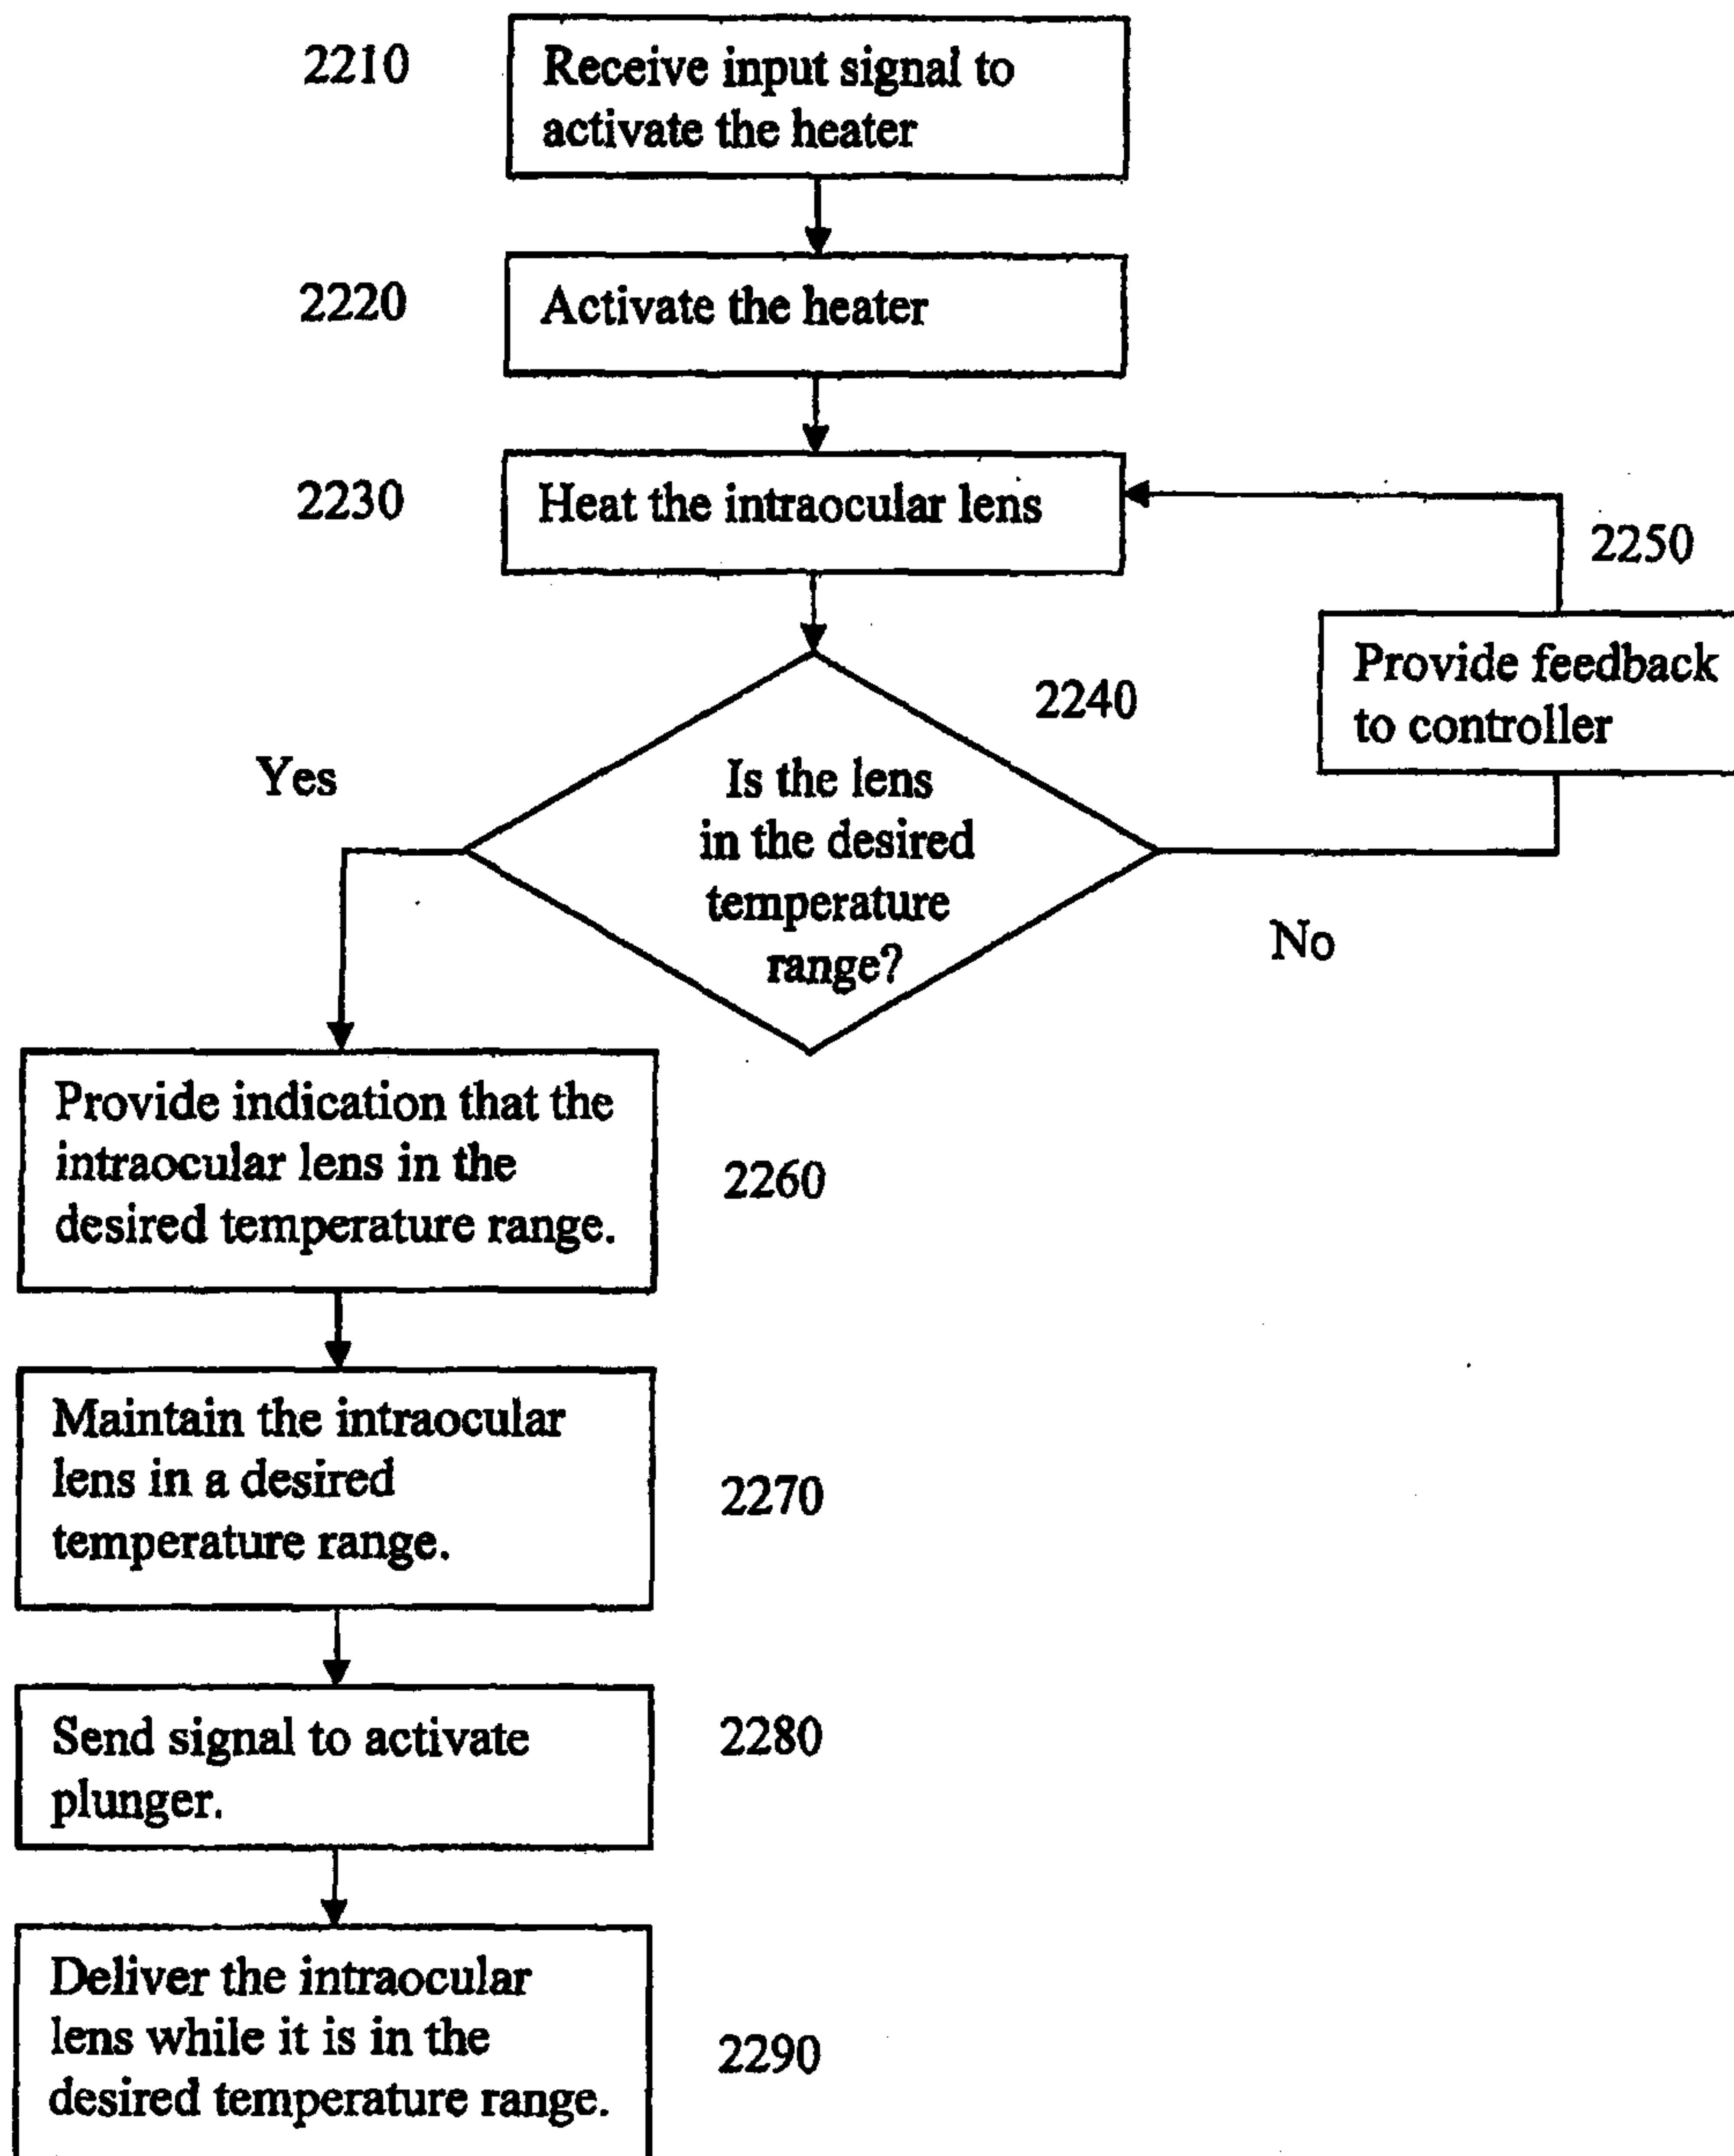 2210
Receive input signal to
activate the heater
2220
Activate the heater
2230
Heat the intraocular lens
2250
Provide feedback
to controller
2240
Is the lens
in the desired
temperature
range?
Yes
No
Provide indication that the
intraocular lens in the
desired temperature range.
2260
Maintain the intraocular
lens in a desired
temperature range.
2270
Send signal to activate
plunger.
2280
Deliver the intraocular
lens while it is in the
desired temperature range.
2290